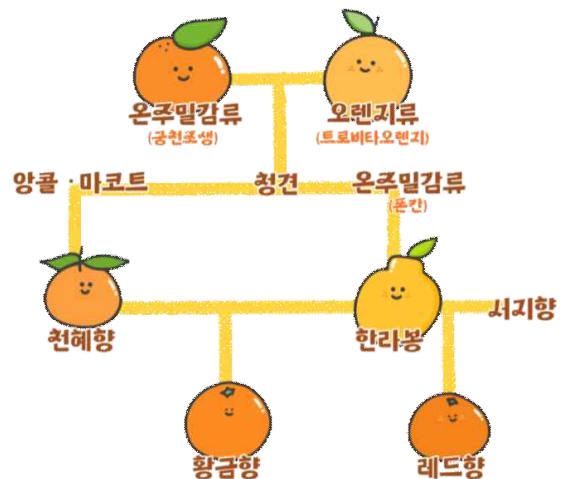 온주밀감류
(궁천조생)
오렌지류
(트로비타오렌지)
앙콜 · 마코트
청견
온주밀감류
(폰칸)
천혜향
한라봉
서지향
황금향
레드향